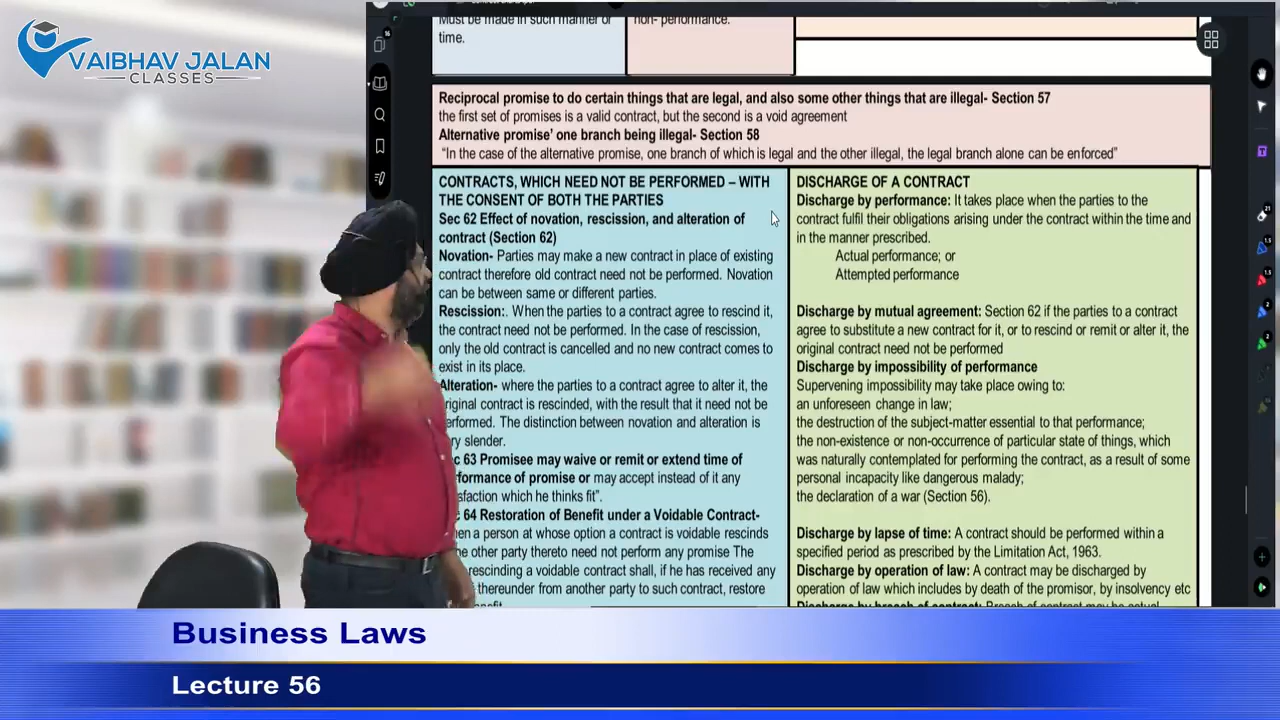 VAIBHAV JALAN
CLASSES
Must be made in such manner or
time.
non- performance.
Reciprocal promise to do certain things that are legal, and also some other things that are illegal- Section 57
the first set of promises is a valid contract, but the second is a void agreement
Alternative promise' one branch being illegal- Section 58
“In the case of the alternative promise, one branch of which is legal and the other illegal, the legal branch alone can be enforced”
CONTRACTS, WHICH NEED NOT BE PERFORMED – WITH
THE CONSENT OF BOTH THE PARTIES
Sec 62 Effect of novation, rescission, and alteration of
contract (Section 62)
Novation- Parties may make a new contract in place of existing
contract therefore old contract need not be performed. Novation
can be between same or different parties.
Rescission:. When the parties to a contract agree to rescind it,
the contract need not be performed. In the case of rescission,
only the old contract is cancelled and no new contract comes to
exist in its place.
Alteration- where the parties to a contract agree to alter it, the
riginal contract is rescinded, with the result that it need not be
erformed. The distinction between novation and alteration is
ry slender.
c 63 Promisee may waive or remit or extend time of
formance of promise or may accept instead of it any
sfaction which he thinks fit”.
64 Restoration of Benefit under a Voidable Contract-
en a person at whose option a contract is voidable rescinds
e other party thereto need not perform any promise The
rescinding a voidable contract shall, if he has received any
thereunder from another party to such contract, restore
DISCHARGE OF A CONTRACT
Discharge by performance: It takes place when the parties to the
contract fulfil their obligations arising under the contract within the time and
in the manner prescribed.
Actual performance; or
Attempted performance
Discharge by mutual agreement: Section 62 if the parties to a contract
agree to substitute a new contract for it, or to rescind or remit or alter it, the
original contract need not be performed
Discharge by impossibility of performance
Supervening impossibility may take place owing to:
an unforeseen change in law;
the destruction of the subject-matter essential to that performance;
the non-existence or non-occurrence of particular state of things, which
was naturally contemplated for performing the contract, as a result of some
personal incapacity like dangerous malady;
the declaration of a war (Section 56).
Discharge by lapse of time: A contract should be performed within a
specified period as prescribed by the Limitation Act, 1963.
Discharge by operation of law: A contract may be discharged by
operation of law which includes by death of the promisor, by insolvency etc
Discharge by breach of contract: Breach of contract may be actual
Business Laws
Lecture 56